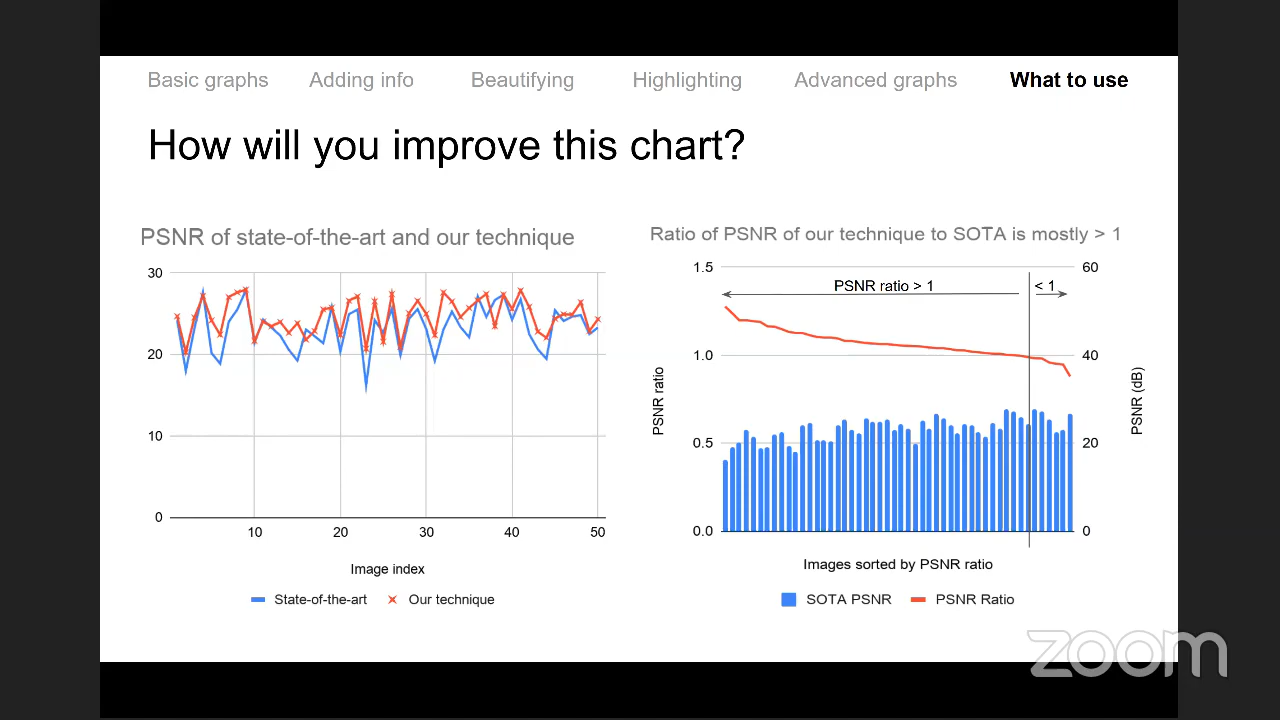 Basic graphs Adding info Beautifying Highlighting Advanced graphs What to use
How will you improve this chart?
PSNR of state-of-the-art and our technique
30
20
10
0
10 20 30 40 50
Image index
State-of-the-art Our technique
Ratio of PSNR of our technique to SOTA is mostly > 1
1.5 60
PSNR ratio > 1 < 1
1.0 40
PSNR ratio
PSNR (dB)
0.5 20
0.0 0
Images sorted by PSNR ratio
SOTA PSNR PSNR Ratio
zoom